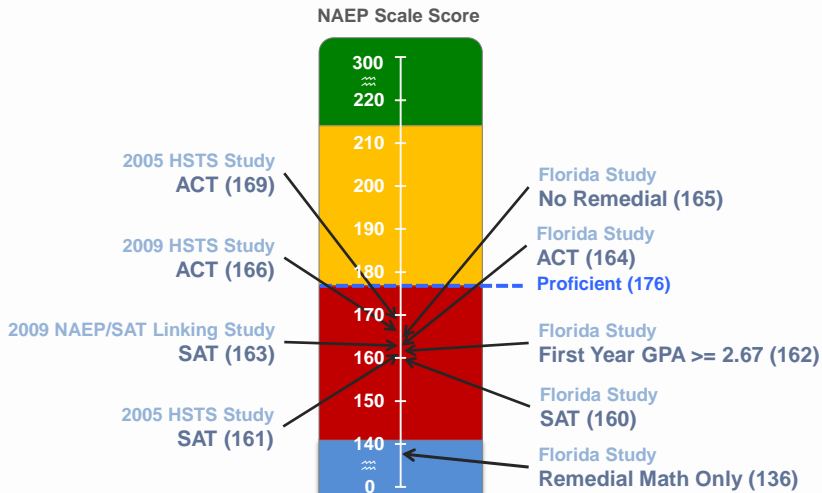 NAEP Scale Score
300
220
210
200
190
180
170
160
150
140
0
2005 HSTS Study
ACT (169)
2009 HSTS Study
ACT (166)
2009 NAEP/SAT Linking Study
SAT (163)
2005 HSTS Study
SAT (161)
Florida Study
No Remedial (165)
Florida Study
ACT (164)
Proficient (176)
Florida Study
First Year GPA >= 2.67 (162)
Florida Study
SAT (160)
Florida Study
Remedial Math Only (136)